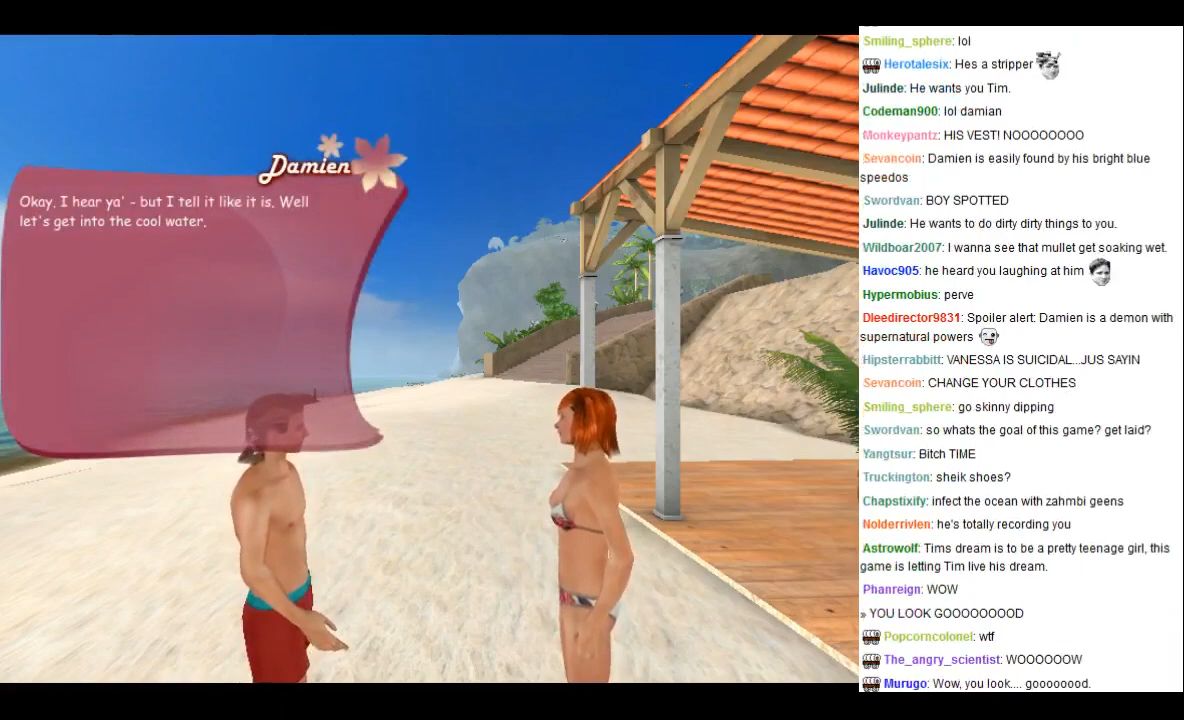 Damien
Okay, I hear ya' - but I tell it like it is. Well
let's get into the cool water.
Smiling_sphere: lol
Herotalesix: Hes a stripper
Julinde: He wants you Tim.
Codeman900: lol damian
Monkeypantz: HIS VEST! NOOOOOOOO
Sevancoin: Damien is easily found by his bright blue
speedos
Swordvan: BOY SPOTTED
Julinde: He wants to do dirty dirty things to you.
Wildboar2007: I wanna see that mullet get soaking wet.
Havoc905: he heard you laughing at him
Hypermobius: perve
Dleedirector9831: Spoiler alert: Damien is a demon with
supernatural powers
Hipsterrabbitt: VANESSA IS SUICIDAL...JUS SAYIN
Sevancoin: CHANGE YOUR CLOTHES
Smiling_sphere: go skinny dipping
Swordvan: so whats the goal of this game? get laid?
Yangtsur: Bitch TIME
Truckington: sheik shoes?
Chapstixify: infect the ocean with zahmbi geens
Nolderrivlen: he's totally recording you
Astrowolf: Tims dream is to be a pretty teenage girl, this
game is letting Tim live his dream.
Phanreign: WOW
» YOU LOOK GOOOOOOOOD
Popcorncolonel: wtf
The_angry_scientist: WOOOOOOW
Murugo: Wow, you look.... goooooood.